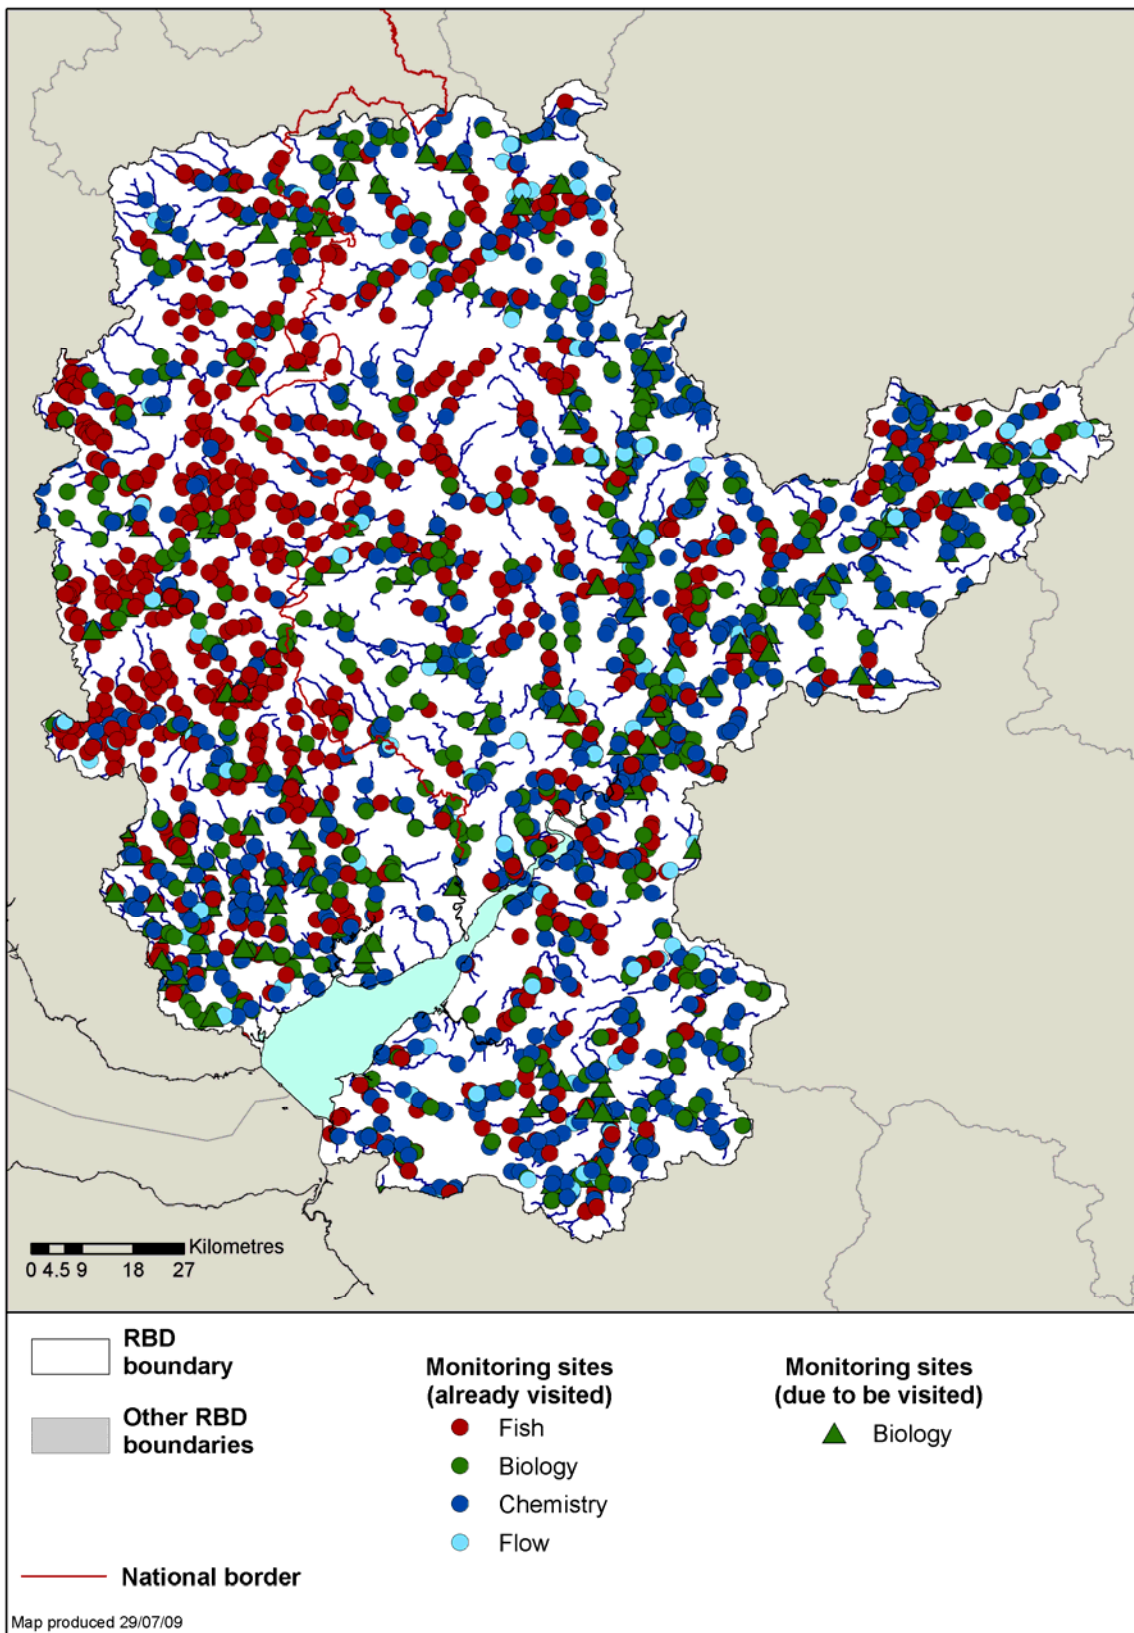 Kilometres
0 4.5 9 18 27
RBD
boundary
Other RBD
boundaries
National border
Monitoring sites
(already visited)
Fish
Biology
Chemistry
Flow
Monitoring sites
(due to be visited)
Biology
Map produced 29/07/09